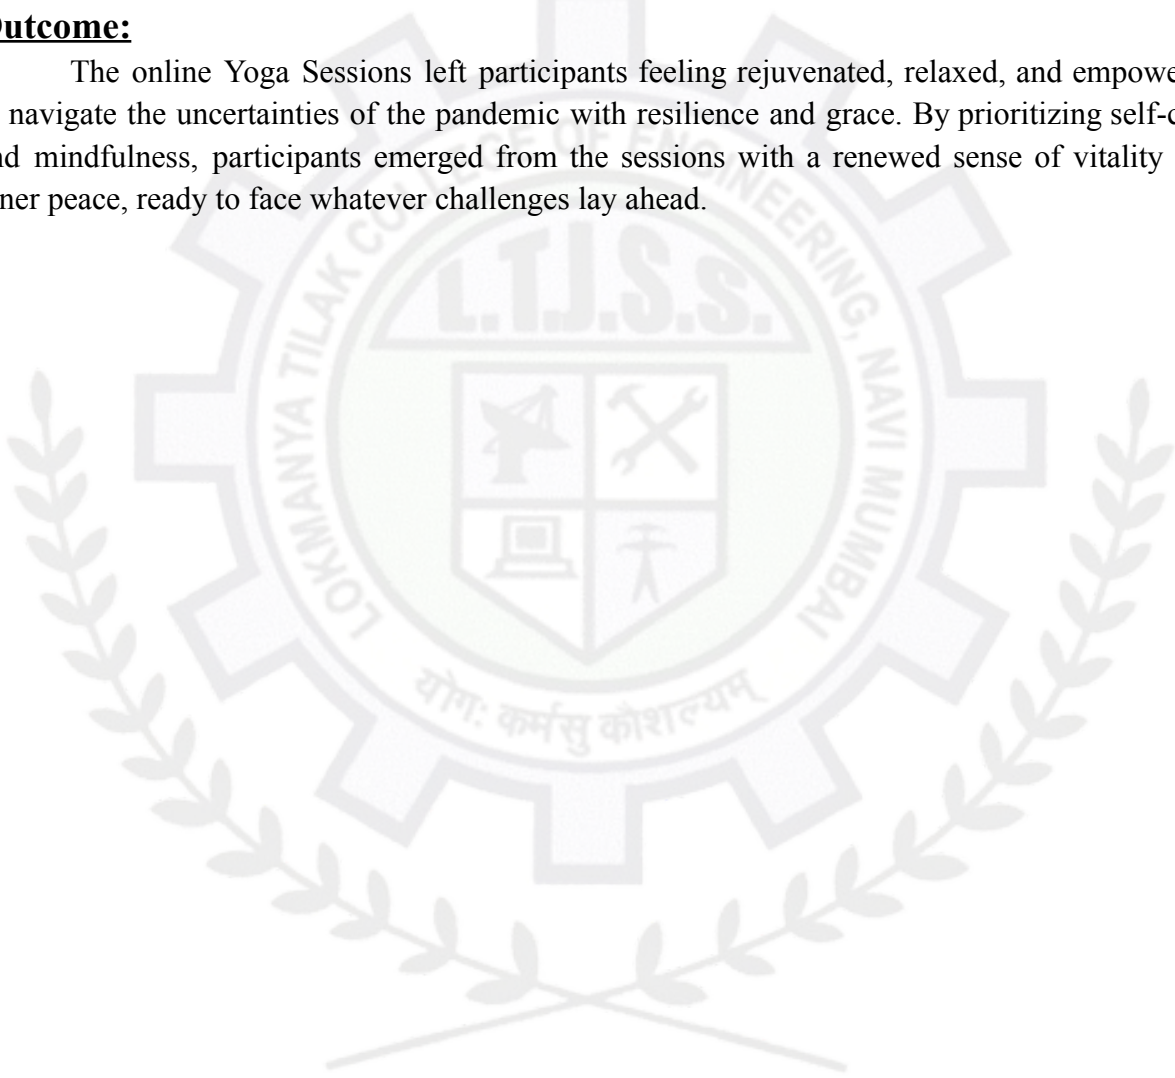 utcome:
The online Yoga Sessions left participants feeling rejuvenated, relaxed, and empowe
navigate the uncertainties of the pandemic with resilience and grace. By prioritizing self-c
nd mindfulness, participants emerged from the sessions with a renewed sense of vitality
ner peace, ready to face whatever challenges lay ahead.
LOKMANYA TILAK COLLEGE OF ENGINEERING, NAVI MUMBAI
L.T.J.S.S.
योग: कर्मसु कौशल्यम्